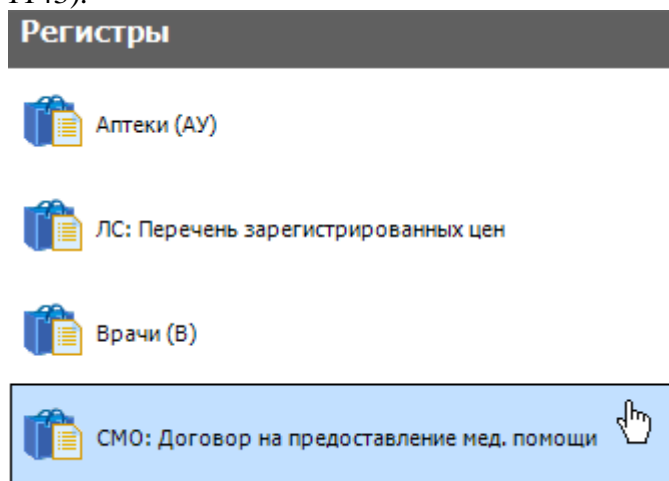 Регистры
Аптеки (АУ)
ЛС: Перечень зарегистрированных цен
Врачи (В)
СМО: Договор на предоставление мед. помощи